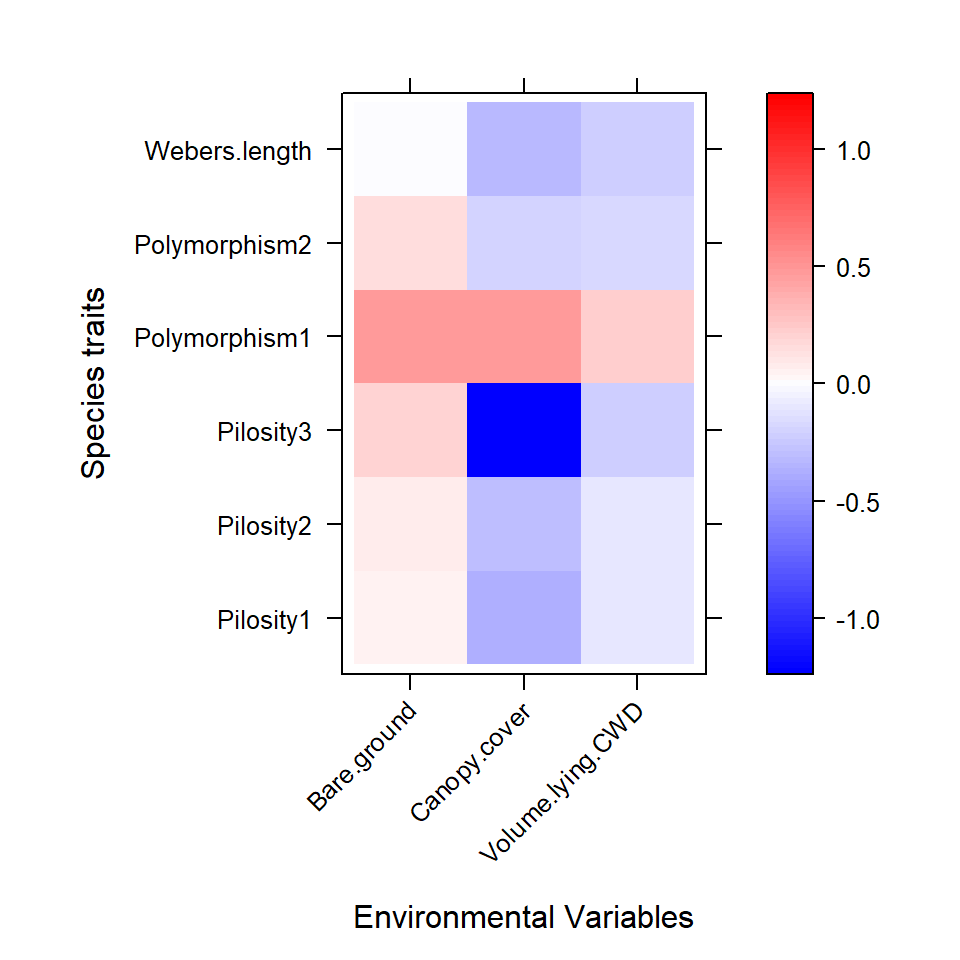 Webers.length
Polymorphism2
Polymorphism1
Pilosity3
Pilosity2
Pilosity1
Species traits
Bare.ground
Canopy.cover
Volume.lying.CWD
Environmental Variables
1.0
0.5
0.0
-0.5
-1.0